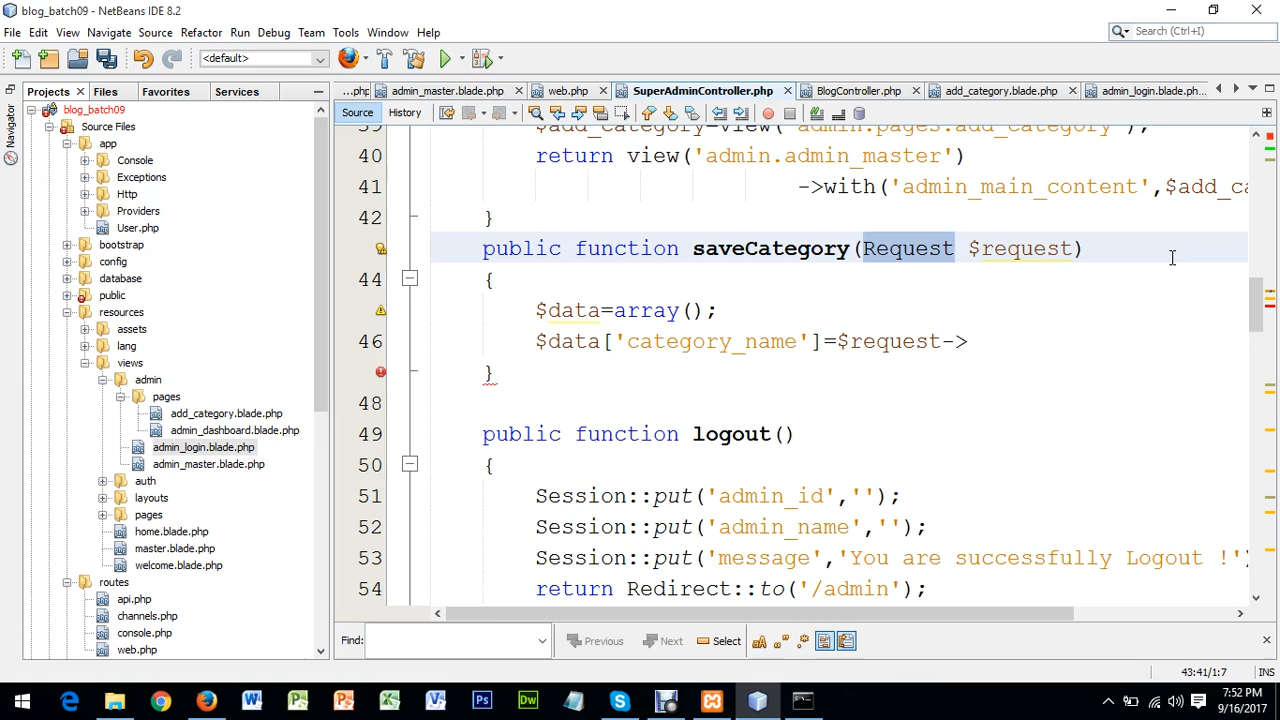 blog_batch09 - NetBeans IDE 8.2
File Edit View Navigate Source Refactor Run Debug Team Tools Window Help
Search (Ctrl+I)
<default>
Projects Files Favorites Services
...php admin_master.blade.php web.php SuperAdminController.php BlogController.php add_category.blade.php admin_login.blade.ph...
Source History
Navigator
blog_batch09
Source Files
app
Console
Exceptions
Http
Providers
User.php
bootstrap
config
database
public
resources
assets
lang
views
admin
pages
add_category.blade.php
admin_dashboard.blade.php
admin_login.blade.php
admin_master.blade.php
auth
layouts
pages
home.blade.php
master.blade.php
welcome.blade.php
routes
api.php
channels.php
console.php
web.php
39 $add_category=view('admin.pages.add_category');
40 return view('admin.admin_master')
41 ->with('admin_main_content',$add_ca
42 }
public function saveCategory(Request $request)
44 {
$data=array();
46 $data['category_name']=$request->
}
48
49 public function logout()
50 {
51 Session::put('admin_id','');
52 Session::put('admin_name','');
53 Session::put('message','You are successfully Logout !')
54 return Redirect::to('/admin');
Find: Previous Next Select
43:41/1:7 INS
7:52 PM
9/16/2017